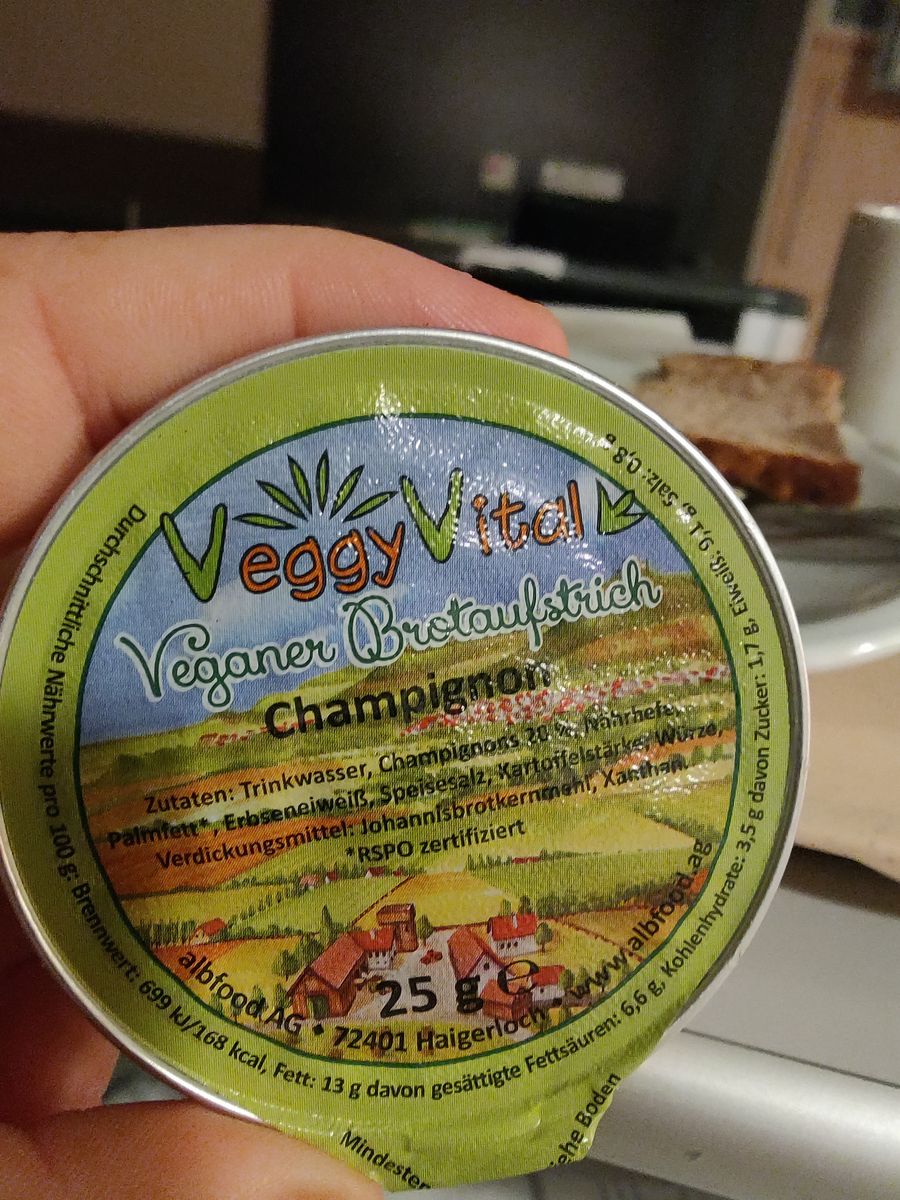 VeggyVital
Veganer Brotaufstrich
Champignon
Zutaten: Trinkwasser, Champignons 20 %, Nährhefe,
Palmfett*, Erbseneiweiß, Speisesalz, Kartoffelstärke, Würze,
Verdickungsmittel: Johannisbrotkernmehl, Xanthan.
*RSPO zertifiziert
25 g e
albfood AG • 72401 Haigerloch • www.albfood.ag
Durchschnittliche Nährwerte pro 100 g: Brennwert: 699 kJ/168 kcal, Fett: 13 g davon gesättigte Fettsäuren: 6,6 g, Kohlenhydrate: 3,5 g davon Zucker: 1,7 g, Eiweiß: 9,1 g, Salz: 0,8 g
Boden